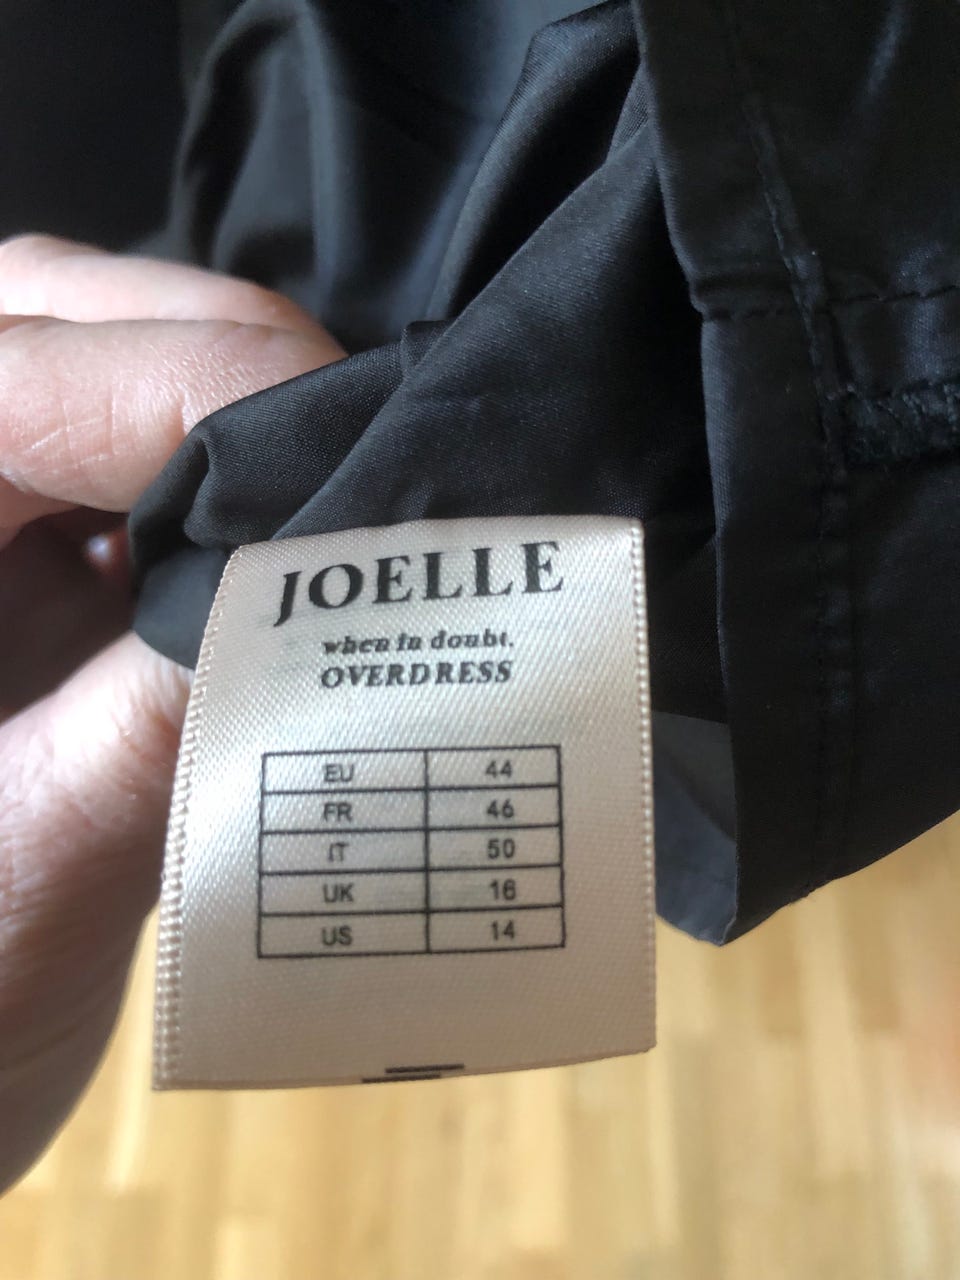 JOELLE
when in doubt.
OVERDRESS
EU 44
FR 46
IT 50
UK 16
US 14